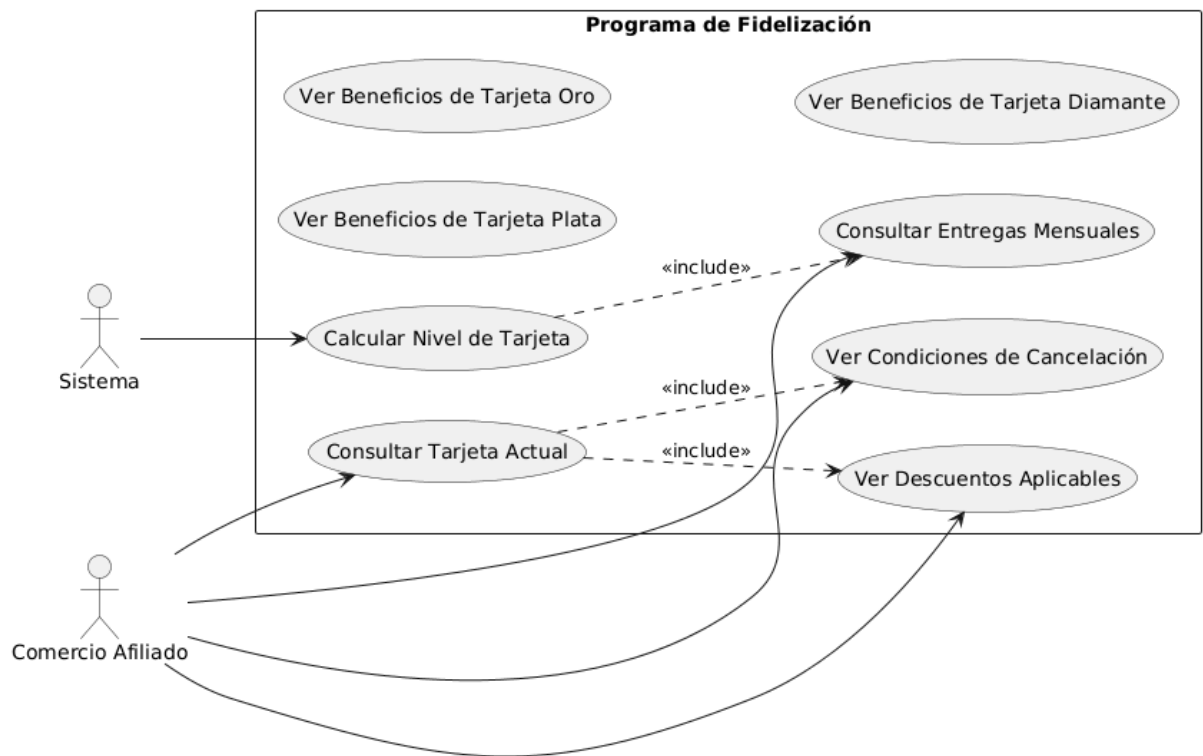 Programa de Fidelización
Ver Beneficios de Tarjeta Oro
Ver Beneficios de Tarjeta Diamante
Ver Beneficios de Tarjeta Plata
Consultar Entregas Mensuales
«include»
Calcular Nivel de Tarjeta
Sistema
Ver Condiciones de Cancelación
«include»
Consultar Tarjeta Actual
«include»
Ver Descuentos Aplicables
Comercio Afiliado